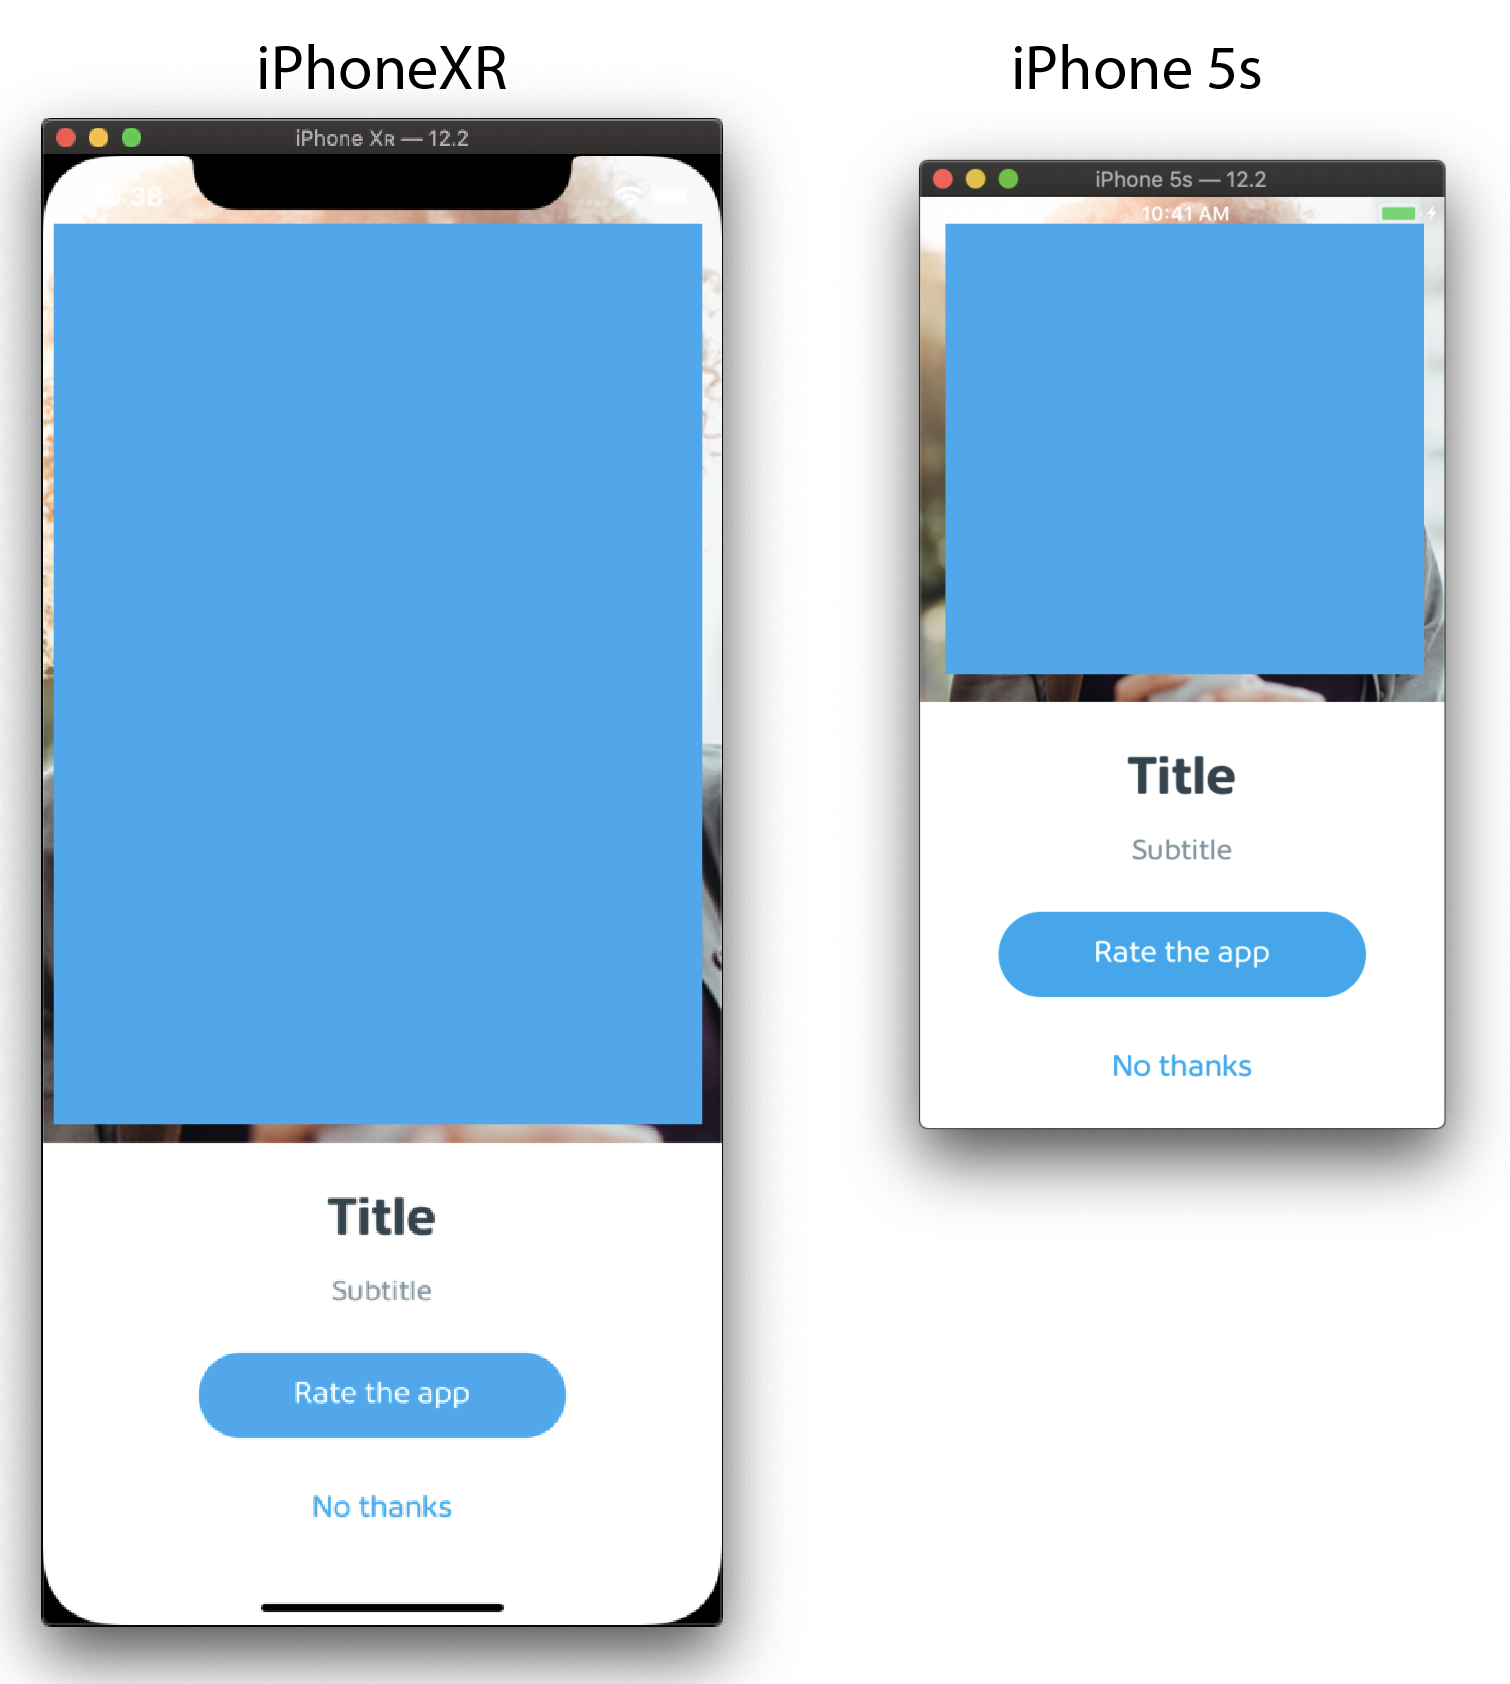 iPhoneXR
iPhone XR — 12.2
:38
Title
Subtitle
Rate the app
No thanks
iPhone 5s
iPhone 5s — 12.2
10:41 AM
Title
Subtitle
Rate the app
No thanks